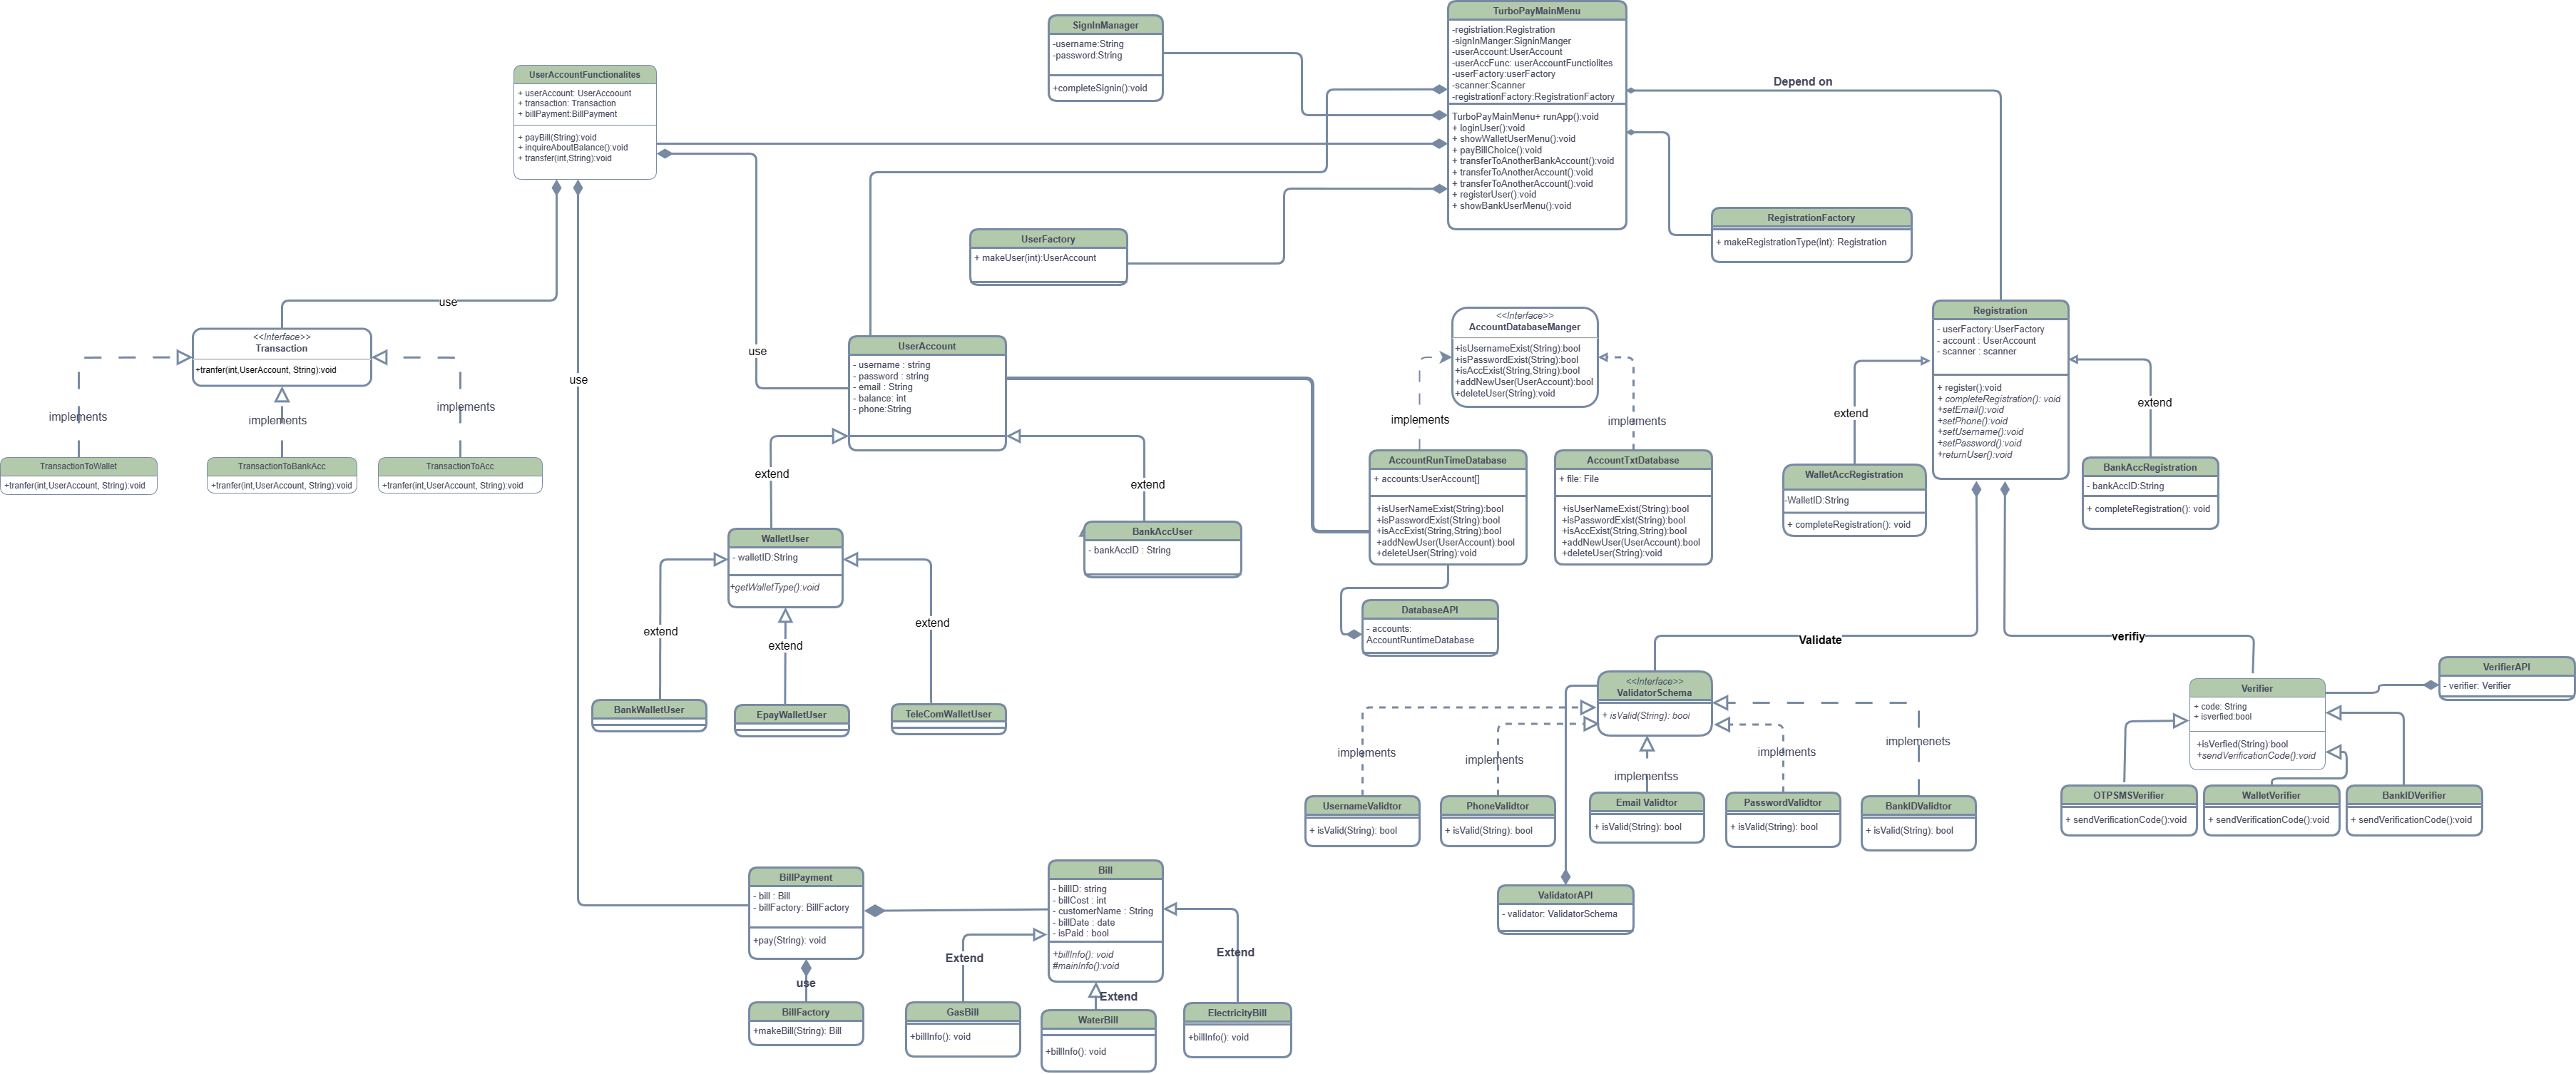 SignInManager
-username:String
-password:String
+completeSignin():void
TurboPayMainMenu
-registriation:Registration
-signInManger:SigninManger
-userAccount:UserAccount
-userAccFunc: userAccountFunctiolites
-userFactory:userFactory
-scanner:Scanner
-registrationFactory:RegistrationFactory
TurboPayMainMenu+ runApp():void
+ loginUser():void
+ showWalletUserMenu():void
+ payBillChoice():void
+ transferToAnotherBankAccount():void
+ transferToAnotherAccount():void
+ transferToAnotherAccount():void
+ registerUser():void
+ showBankUserMenu():void
Depend on
UserAccountFunctionalites
+ userAccount: UserAccoount
+ transaction: Transaction
+ billPayment:BillPayment
+ payBill(String):void
+ inquireAboutBalance():void
+ transfer(int,String):void
RegistrationFactory
+ makeRegistrationType(int): Registration
UserFactory
+ makeUser(int):UserAccount
use
use
use
<<Interface>>
Transaction
+tranfer(int,UserAccount, String):void
implements
implements
implements
TransactionToWallet
+tranfer(int,UserAccount, String):void
TransactionToBankAcc
+tranfer(int,UserAccount, String):void
TransactionToAcc
+tranfer(int,UserAccount, String):void
UserAccount
- username : string
- password : string
- email : String
- balance: int
- phone:String
extend
extend
WalletUser
- walletID:String
+getWalletType():void
BankAccUser
- bankAccID : String
extend
extend
extend
BankWalletUser
EpayWalletUser
TeleComWalletUser
<<Interface>>
AccountDatabaseManger
+isUsernameExist(String):bool
+isPasswordExist(String):bool
+isAccExist(String,String):bool
+addNewUser(UserAccount):bool
+deleteUser(String):void
implements
implements
AccountRunTimeDatabase
+ accounts:UserAccount[]
+isUserNameExist(String):bool
+isPasswordExist(String):bool
+isAccExist(String,String):bool
+addNewUser(UserAccount):bool
+deleteUser(String):void
AccountTxtDatabase
+ file: File
+isUserNameExist(String):bool
+isPasswordExist(String):bool
+isAccExist(String,String):bool
+addNewUser(UserAccount):bool
+deleteUser(String):void
DatabaseAPI
- accounts:
AccountRuntimeDatabase
Registration
- userFactory:UserFactory
- account : UserAccount
- scanner : scanner
+ register():void
+ completeRegistration(): void
+setEmail():void
+setPhone():void
+setUsername():void
+setPassword():void
+returnUser():void
extend
extend
WalletAccRegistration
-WalletID:String
+ completeRegistration(): void
BankAccRegistration
- bankAccID:String
+ completeRegistration(): void
Validate
verifiy
<<Interface>>
ValidatorSchema
+ isValid(String): bool
implements
implements
implementss
implements
implemenets
UsernameValidtor
+ isValid(String): bool
PhoneValidtor
+ isValid(String): bool
Email Validtor
+ isValid(String): bool
PasswordValidtor
+ isValid(String): bool
BankIDValidtor
+ isValid(String): bool
ValidatorAPI
- validator: ValidatorSchema
Verifier
+ code: String
+ isverfied:bool
+isVerfied(String):bool
+sendVerificationCode():void
VerifierAPI
- verifier: Verifier
OTPSMSVerifier
+ sendVerificationCode():void
WalletVerifier
+ sendVerificationCode():void
BankIDVerifier
+ sendVerificationCode():void
BillPayment
- bill : Bill
- billFactory: BillFactory
+pay(String): void
use
BillFactory
+makeBill(String): Bill
Bill
- billID: string
- billCost : int
- customerName : String
- billDate : date
- isPaid : bool
+billInfo(): void
#mainInfo():void
Extend
Extend
Extend
GasBill
+billInfo(): void
WaterBill
+billInfo(): void
ElectricityBill
+billInfo(): void